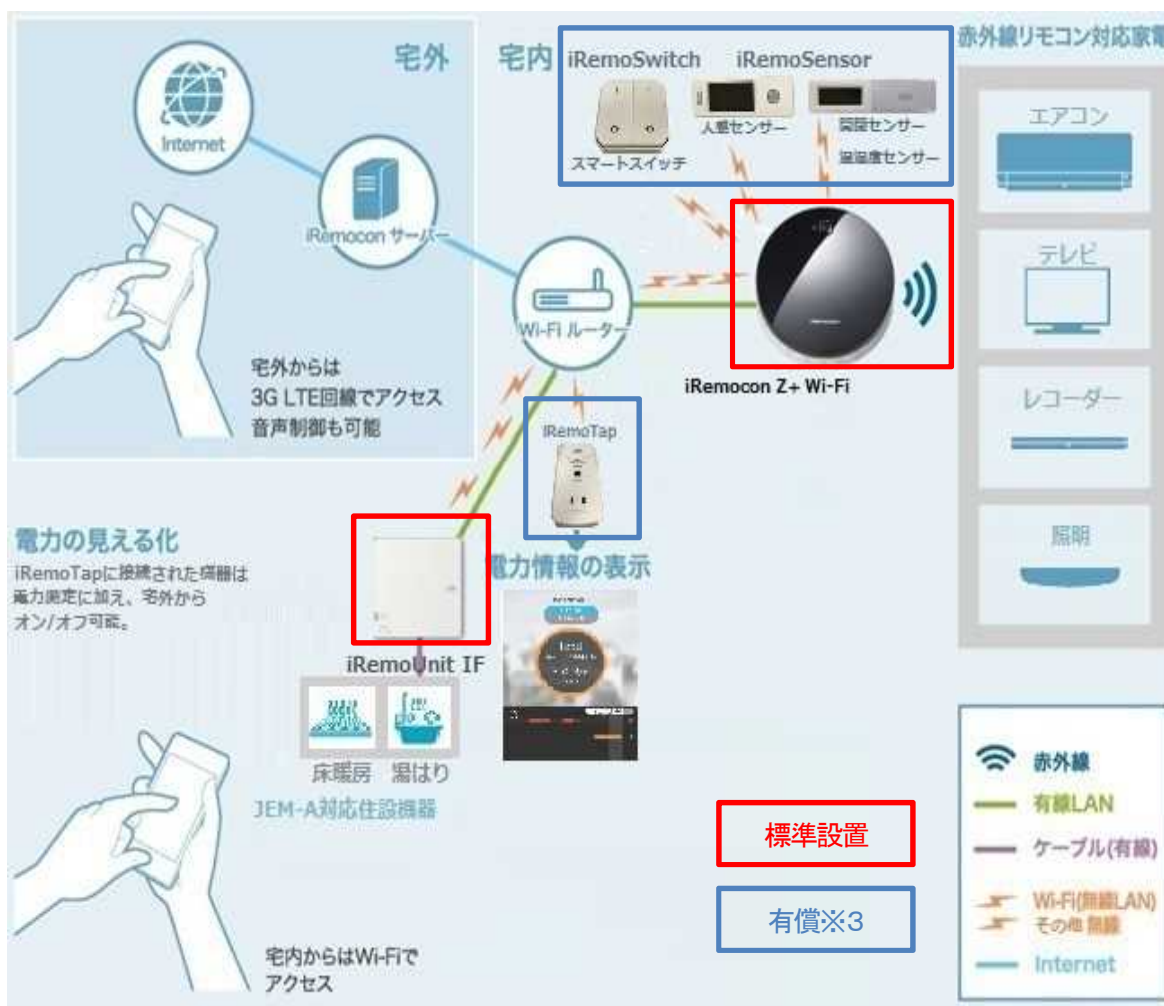 宅外
Internet
iRemocon サーバー
宅外からは
3G LTE回線でアクセス
音声制御も可能
宅内
iRemoSwitch
iRemoSensor
スマートスイッチ
人感センサー
開閉センサー
温湿度センサー
Wi-Fi ルーター
iRemocon Z+ Wi-Fi
赤外線リモコン対応家電
エアコン
テレビ
レコーダー
照明
iRemoTap
電力情報の表示
電力の見える化
iRemoTapに接続された機器は
電力測定に加え、宅外から
オン/オフ可能。
iRemoUnit IF
床暖房
湯はり
JEM-A対応住設機器
宅内からはWi-Fiで
アクセス
標準設置
有償※3
赤外線
有線LAN
ケーブル(有線)
Wi-Fi(無線LAN)
その他 無線
Internet